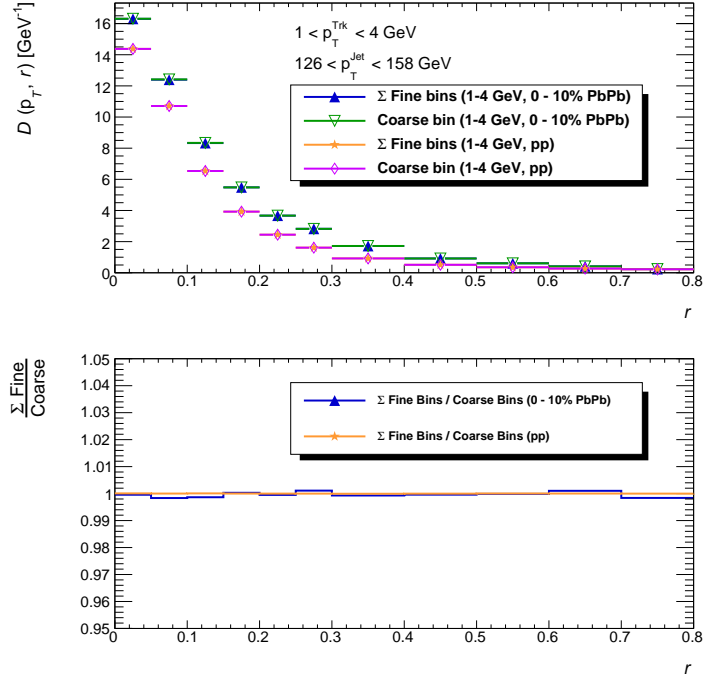 D (p_T, r) [GeV⁻¹]
16
14
12
10
8
6
4
2
0
1 < p_T^Trk < 4 GeV
126 < p_T^Jet < 158 GeV
Σ Fine bins (1-4 GeV, 0 - 10% PbPb)
Coarse bin (1-4 GeV, 0 - 10% PbPb)
Σ Fine bins (1-4 GeV, pp)
Coarse bin (1-4 GeV, pp)
0 0.1 0.2 0.3 0.4 0.5 0.6 0.7 0.8
r
Σ Fine
Coarse
1.05
1.04
1.03
1.02
1.01
1
0.99
0.98
0.97
0.96
0.95
Σ Fine Bins / Coarse Bins (0 - 10% PbPb)
Σ Fine Bins / Coarse Bins (pp)
0 0.1 0.2 0.3 0.4 0.5 0.6 0.7 0.8
r